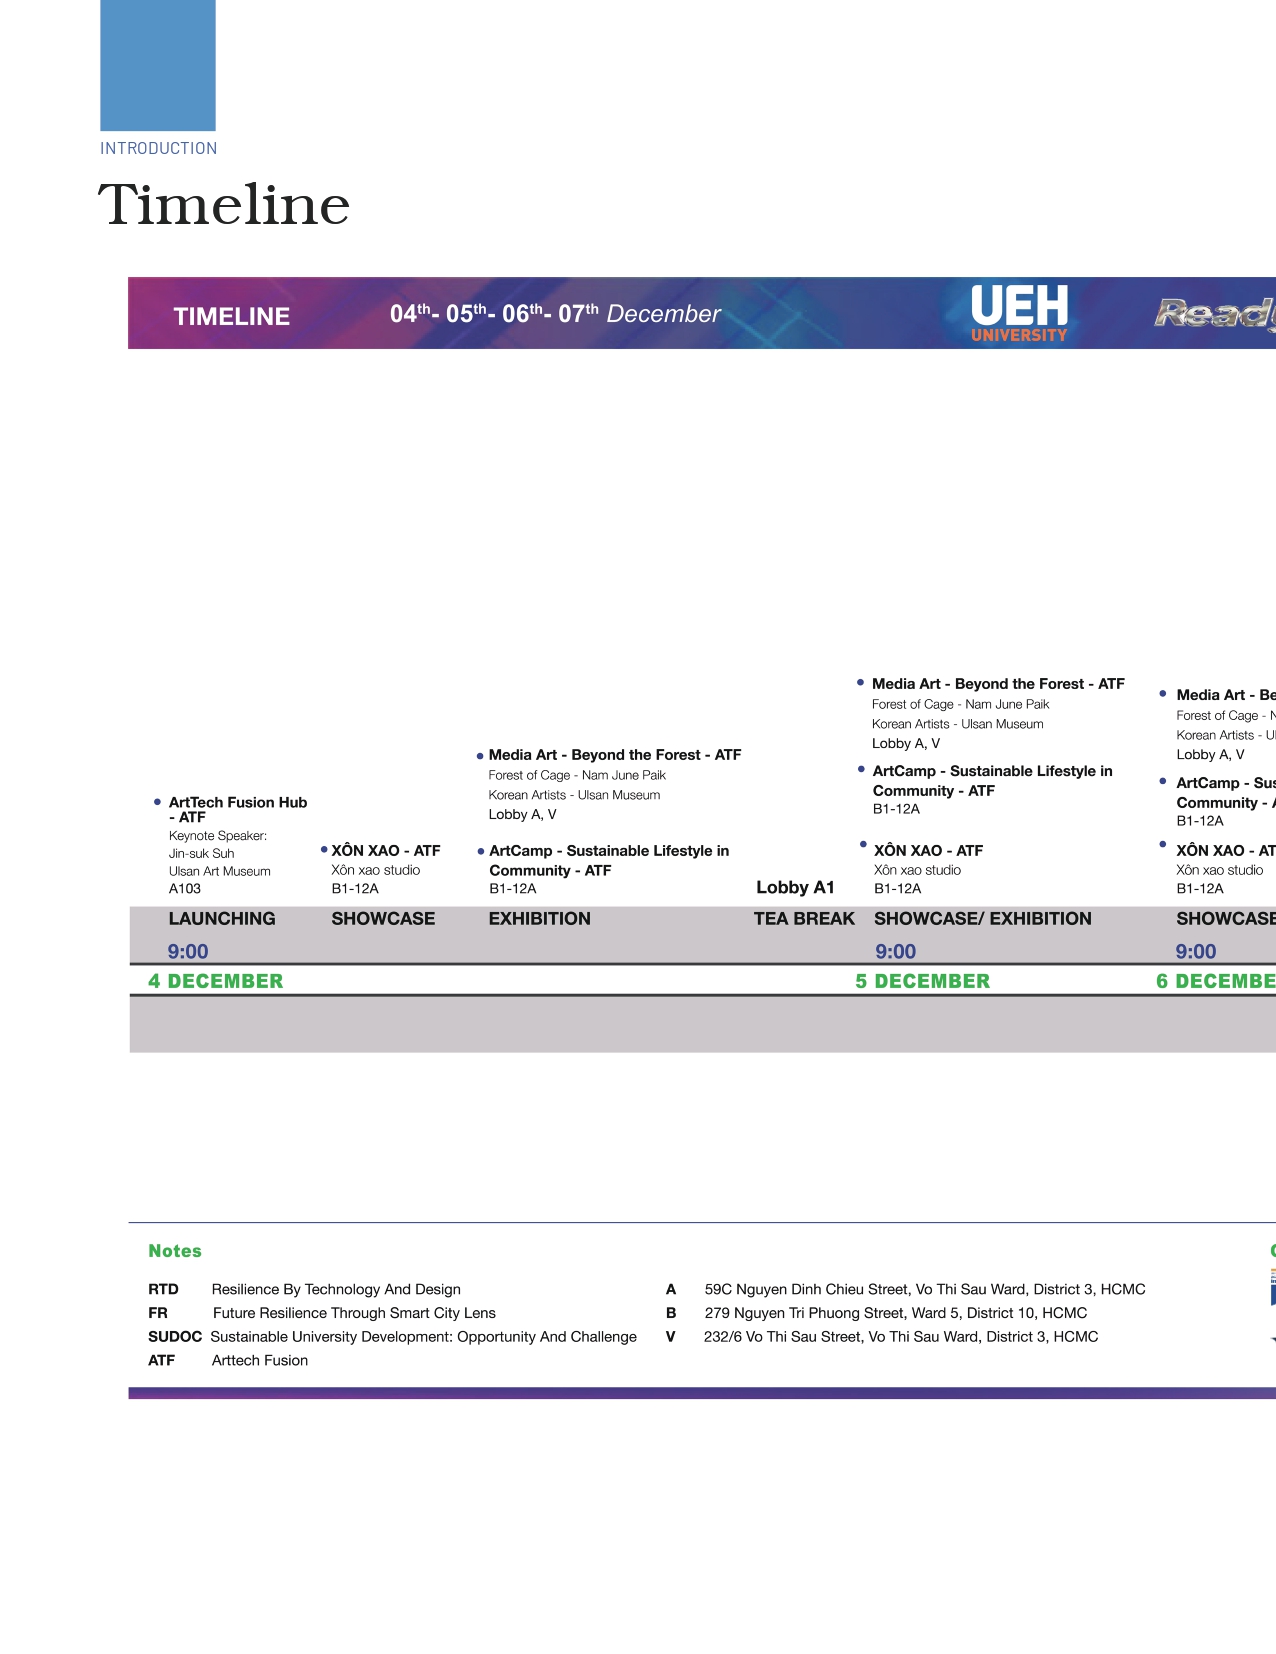 INTRODUCTION
Timeline
TIMELINE
04th- 05th- 06th- 07th December
UEH
UNIVERSITY
Ready
ArtTech Fusion Hub
- ATF
Keynote Speaker:
Jin-suk Suh
Ulsan Art Museum
A103
LAUNCHING
9:00
4 DECEMBER
XÔN XAO - ATF
Xôn xao studio
B1-12A
SHOWCASE
Media Art - Beyond the Forest - ATF
Forest of Cage - Nam June Paik
Korean Artists - Ulsan Museum
Lobby A, V
ArtCamp - Sustainable Lifestyle in
Community - ATF
B1-12A
EXHIBITION
Lobby A1
TEA BREAK
Media Art - Beyond the Forest - ATF
Forest of Cage - Nam June Paik
Korean Artists - Ulsan Museum
Lobby A, V
ArtCamp - Sustainable Lifestyle in
Community - ATF
B1-12A
XÔN XAO - ATF
Xôn xao studio
B1-12A
SHOWCASE/ EXHIBITION
9:00
5 DECEMBER
Media Art - Be
Forest of Cage - N
Korean Artists - Ul
Lobby A, V
ArtCamp - Sus
Community - A
B1-12A
XÔN XAO - AT
Xôn xao studio
B1-12A
SHOWCASE
9:00
6 DECEMBE
Notes
RTD Resilience By Technology And Design
FR Future Resilience Through Smart City Lens
SUDOC Sustainable University Development: Opportunity And Challenge
ATF Arttech Fusion
A 59C Nguyen Dinh Chieu Street, Vo Thi Sau Ward, District 3, HCMC
B 279 Nguyen Tri Phuong Street, Ward 5, District 10, HCMC
V 232/6 Vo Thi Sau Street, Vo Thi Sau Ward, District 3, HCMC